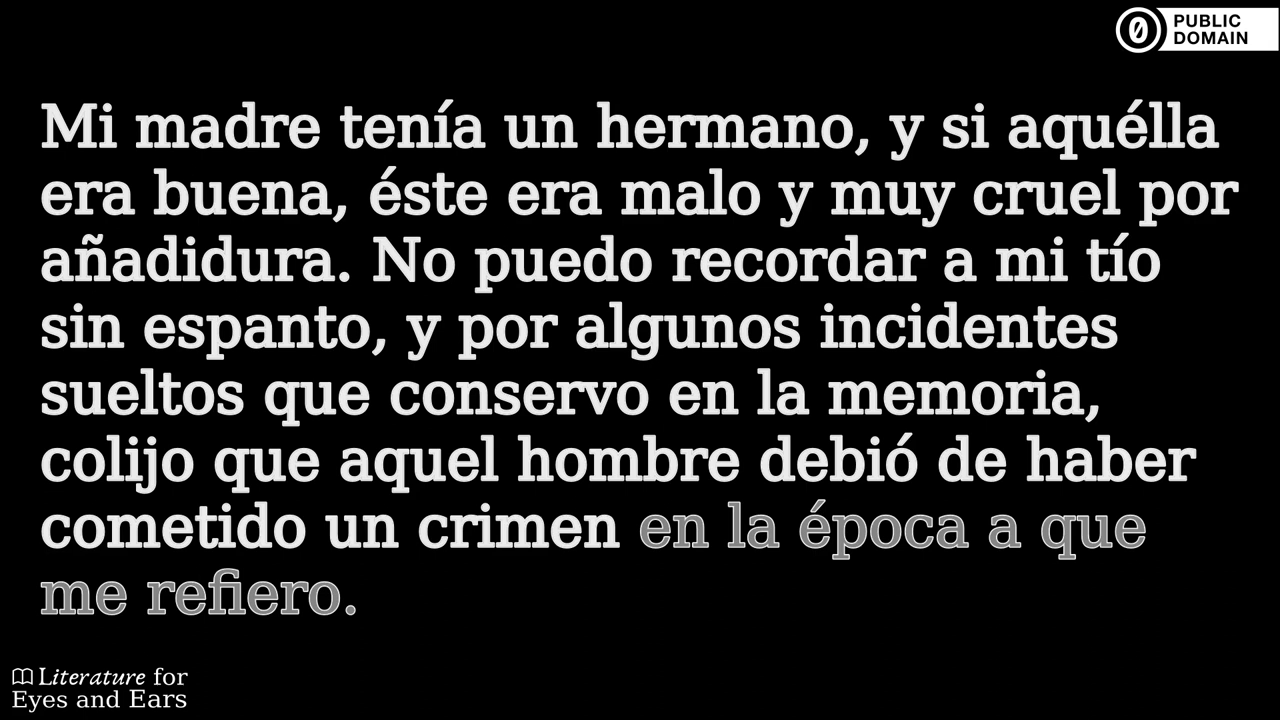 PUBLIC
DOMAIN
Mi madre tenía un hermano, y si aquélla
era buena, éste era malo y muy cruel por
añadidura. No puedo recordar a mi tío
sin espanto, y por algunos incidentes
sueltos que conservo en la memoria,
colijo que aquel hombre debió de haber
cometido un crimen en la época a que
me refiero.
Literature for
Eyes and Ears